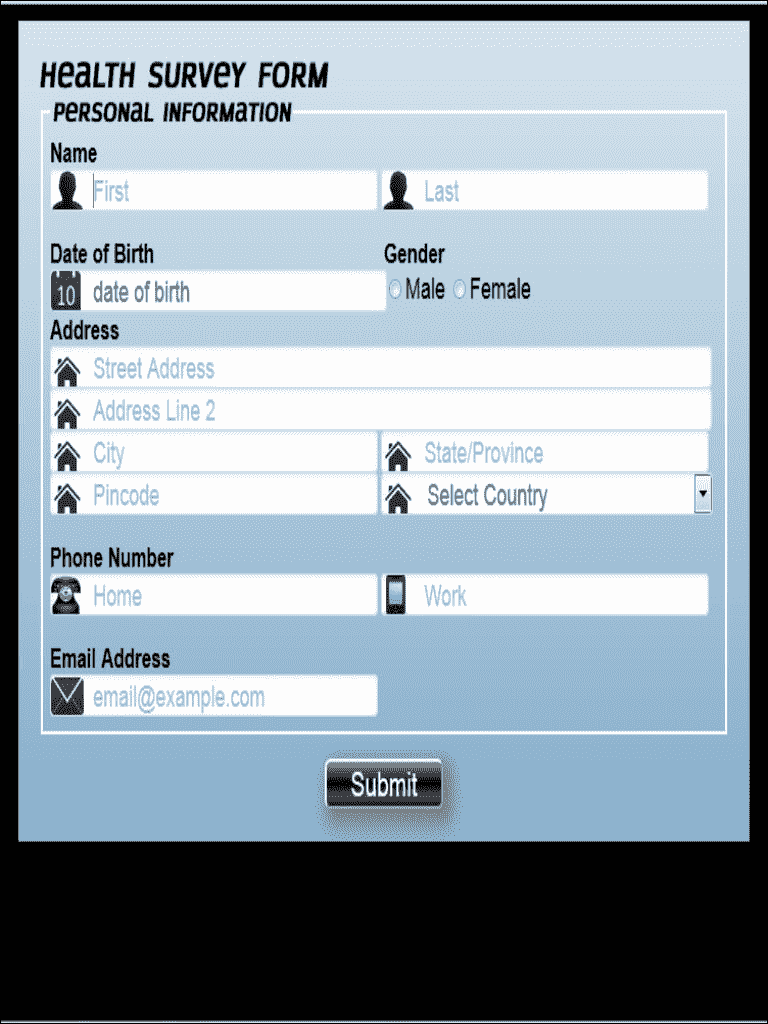 Health Survey Form
Personal Information
Name
First Last
Date of Birth Gender
10 date of birth Male Female
Address
Street Address
Address Line 2
City State/Province
Pincode Select Country
Phone Number
Home Work
Email Address
email@example.com
Submit